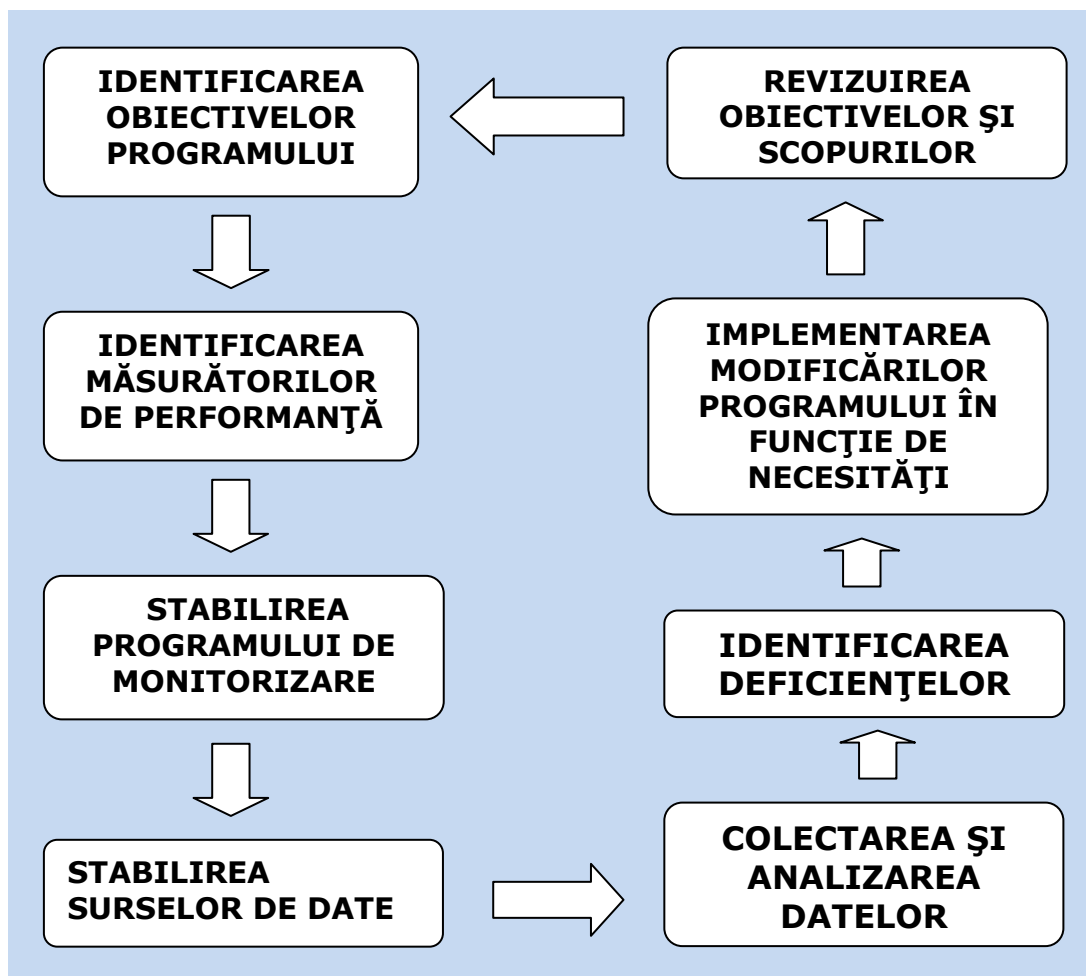 IDENTIFICAREA
OBIECTIVELOR
PROGRAMULUI
IDENTIFICAREA
MĂSURĂTORILOR
DE PERFORMANŢĂ
STABILIREA
PROGRAMULUI DE
MONITORIZARE
STABILIREA
SURSELOR DE DATE
COLECTAREA ŞI
ANALIZAREA
DATELOR
IDENTIFICAREA
DEFICIENŢELOR
IMPLEMENTAREA
MODIFICĂRILOR
PROGRAMULUI ÎN
FUNCŢIE DE
NECESITĂŢI
REVIZUIREA
OBIECTIVELOR ŞI
SCOPURILOR